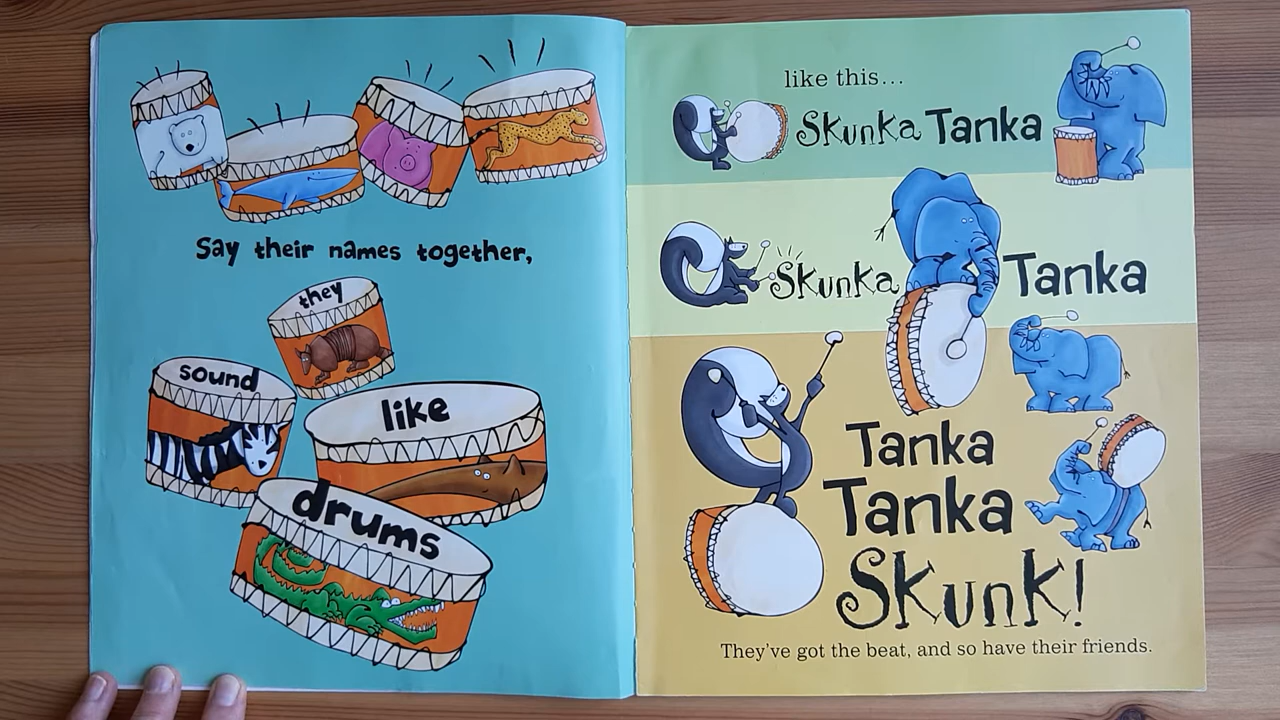 Say their names together,
they
sound
like
drums
like this...
Skunka Tanka
Skunka Tanka
Tanka
Tanka
Skunk!
They've got the beat, and so have their friends.